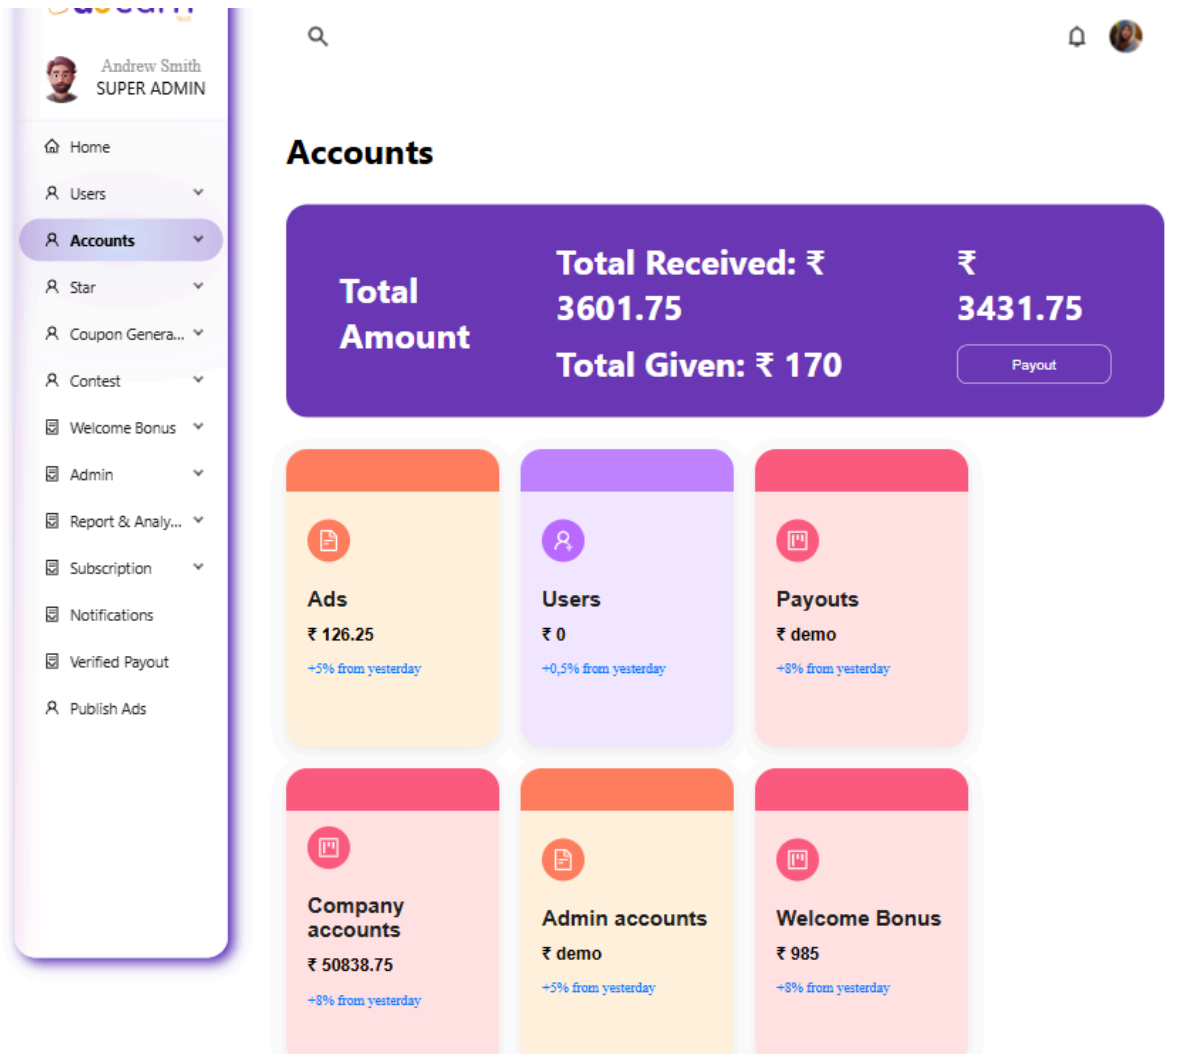 Tech
Andrew Smith
SUPER ADMIN
Home
Users
Accounts
Star
Coupon Genera...
Contest
Welcome Bonus
Admin
Report & Analy...
Subscription
Notifications
Verified Payout
Publish Ads
Accounts
Total
Amount
Total Received: ₹
3601.75
Total Given: ₹ 170
₹
3431.75
Payout
Ads
₹ 126.25
+5% from yesterday
Users
₹ 0
+0,5% from yesterday
Payouts
₹ demo
+8% from yesterday
Company
accounts
₹ 50838.75
+8% from yesterday
Admin accounts
₹ demo
+5% from yesterday
Welcome Bonus
₹ 985
+8% from yesterday